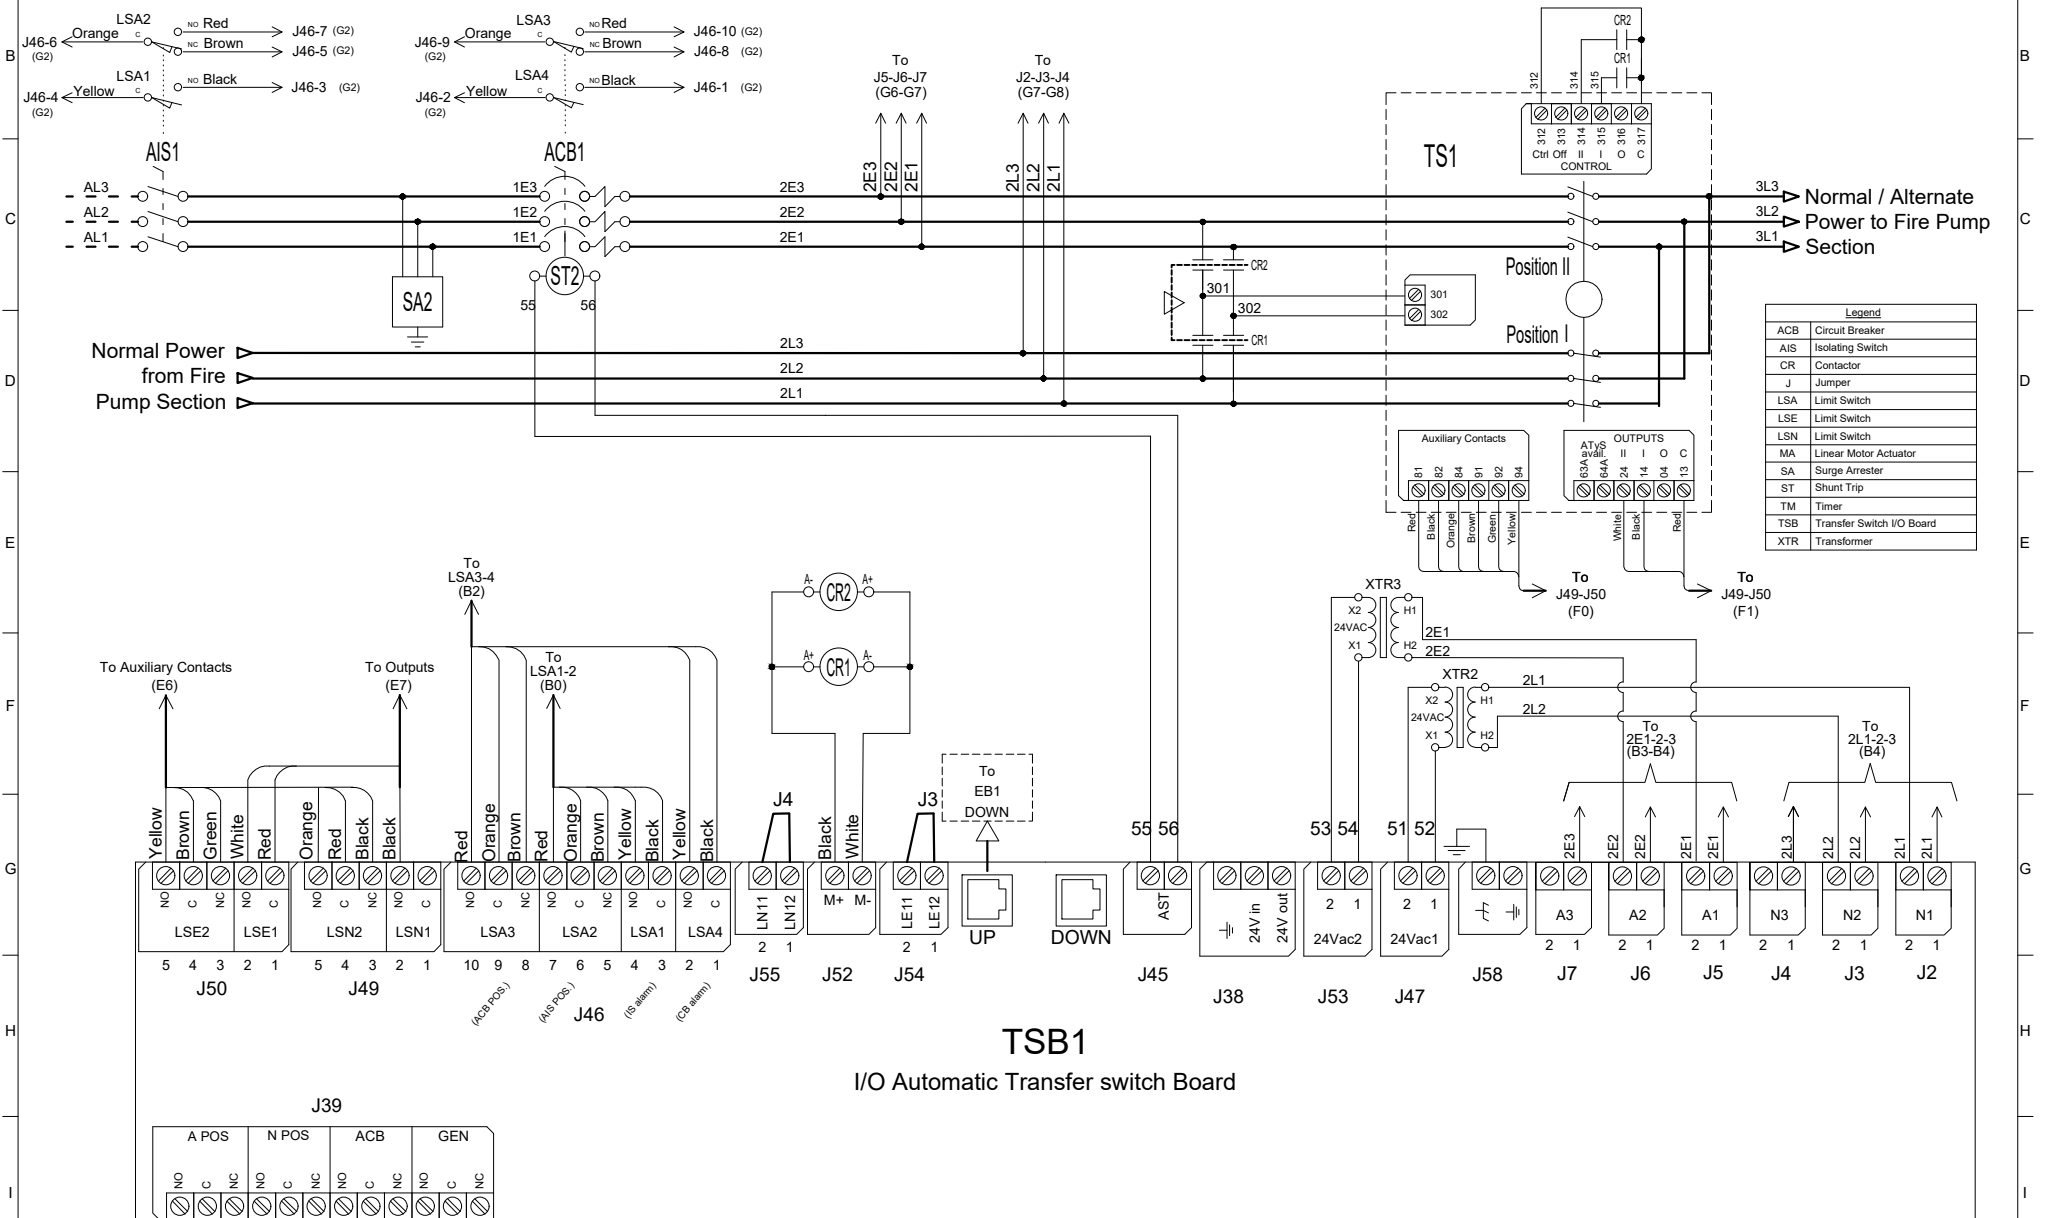 LSA2
NO Red
J46-7 (G2)
J46-6
(G2)
Orange
C
NC Brown
J46-5 (G2)
LSA1
NO Black
J46-3 (G2)
J46-4
(G2)
Yellow
C
LSA3
NO Red
J46-10 (G2)
J46-9
(G2)
Orange
C
NC Brown
J46-8 (G2)
LSA4
NO Black
J46-1 (G2)
J46-2
(G2)
Yellow
C
To
J5-J6-J7
(G6-G7)
To
J2-J3-J4
(G7-G8)
CR2
CR1
312
314
315
B
B
AIS1
ACB1
2E3
2E2
2E1
2L3
2L2
2L1
TS1
312 313 314 315 316 317
Ctrl Off II I O C
CONTROL
AL3
1E3
2E3
3L3
Normal / Alternate
C
AL2
1E2
2E2
3L2
Power to Fire Pump
C
AL1
1E1
2E1
3L1
Section
SA2
ST2
55
56
CR2
301
302
CR1
301
302
Position II
Position I
Legend
ACB Circuit Breaker
AIS Isolating Switch
CR Contactor
J Jumper
LSA Limit Switch
LSE Limit Switch
LSN Limit Switch
MA Linear Motor Actuator
SA Surge Arrester
ST Shunt Trip
TM Timer
TSB Transfer Switch I/O Board
XTR Transformer
Normal Power
from Fire
Pump Section
2L3
2L2
2L1
D
D
Auxiliary Contacts
81 82 84 91 92 94
Red Black Orange Brown Green Yellow
ATyS
avail.
OUTPUTS
II I O C
63A 64A 24 14 04 13
White Black Red
To
J49-J50
(F0)
To
J49-J50
(F1)
E
E
To
LSA3-4
(B2)
A-
CR2
A+
A+
CR1
A-
XTR3
X2
24VAC
X1
H1
H2
2E1
2E2
XTR2
X2
24VAC
X1
H1
H2
2L1
2L2
To Auxiliary Contacts
(E6)
To Outputs
(E7)
To
LSA1-2
(B0)
F
F
To
2E1-2-3
(B3-B4)
To
2L1-2-3
(B4)
To
EB1
DOWN
J4
J3
Yellow Brown Green White Red
Orange Red Black Black
Red Orange Brown Red Orange Brown Yellow Black Yellow Black
Black White
55 56
53 54
51 52
2E3
2E2 2E2
2E1 2E1
2L3
2L2 2L2
2L1 2L1
G
G
NO C NC NO C
LSE2 LSE1
5 4 3 2 1
J50
NO C NC NO C
LSN2 LSN1
5 4 3 2 1
J49
NO C NC NO C NC NO C NO C
LSA3 LSA2 LSA1 LSA4
10 9 8 7 6 5 4 3 2 1
(ACB POS.) (AIS POS.) (IS alarm) (CB alarm)
J46
LN11 LN12
2 1
J55
M+ M-
J52
LE11 LE12
2 1
J54
UP
DOWN
AST
J45
24V in 24V out
J38
2 1
24Vac2
J53
2 1
24Vac1
J47
J58
A3
2 1
J7
A2
2 1
J6
A1
2 1
J5
N3
2 1
J4
N2
2 1
J3
N1
2 1
J2
H
H
TSB1
I/O Automatic Transfer switch Board
J39
A POS N POS ACB GEN
NO C NC NO C NC NO C NC NO C NC
I
I